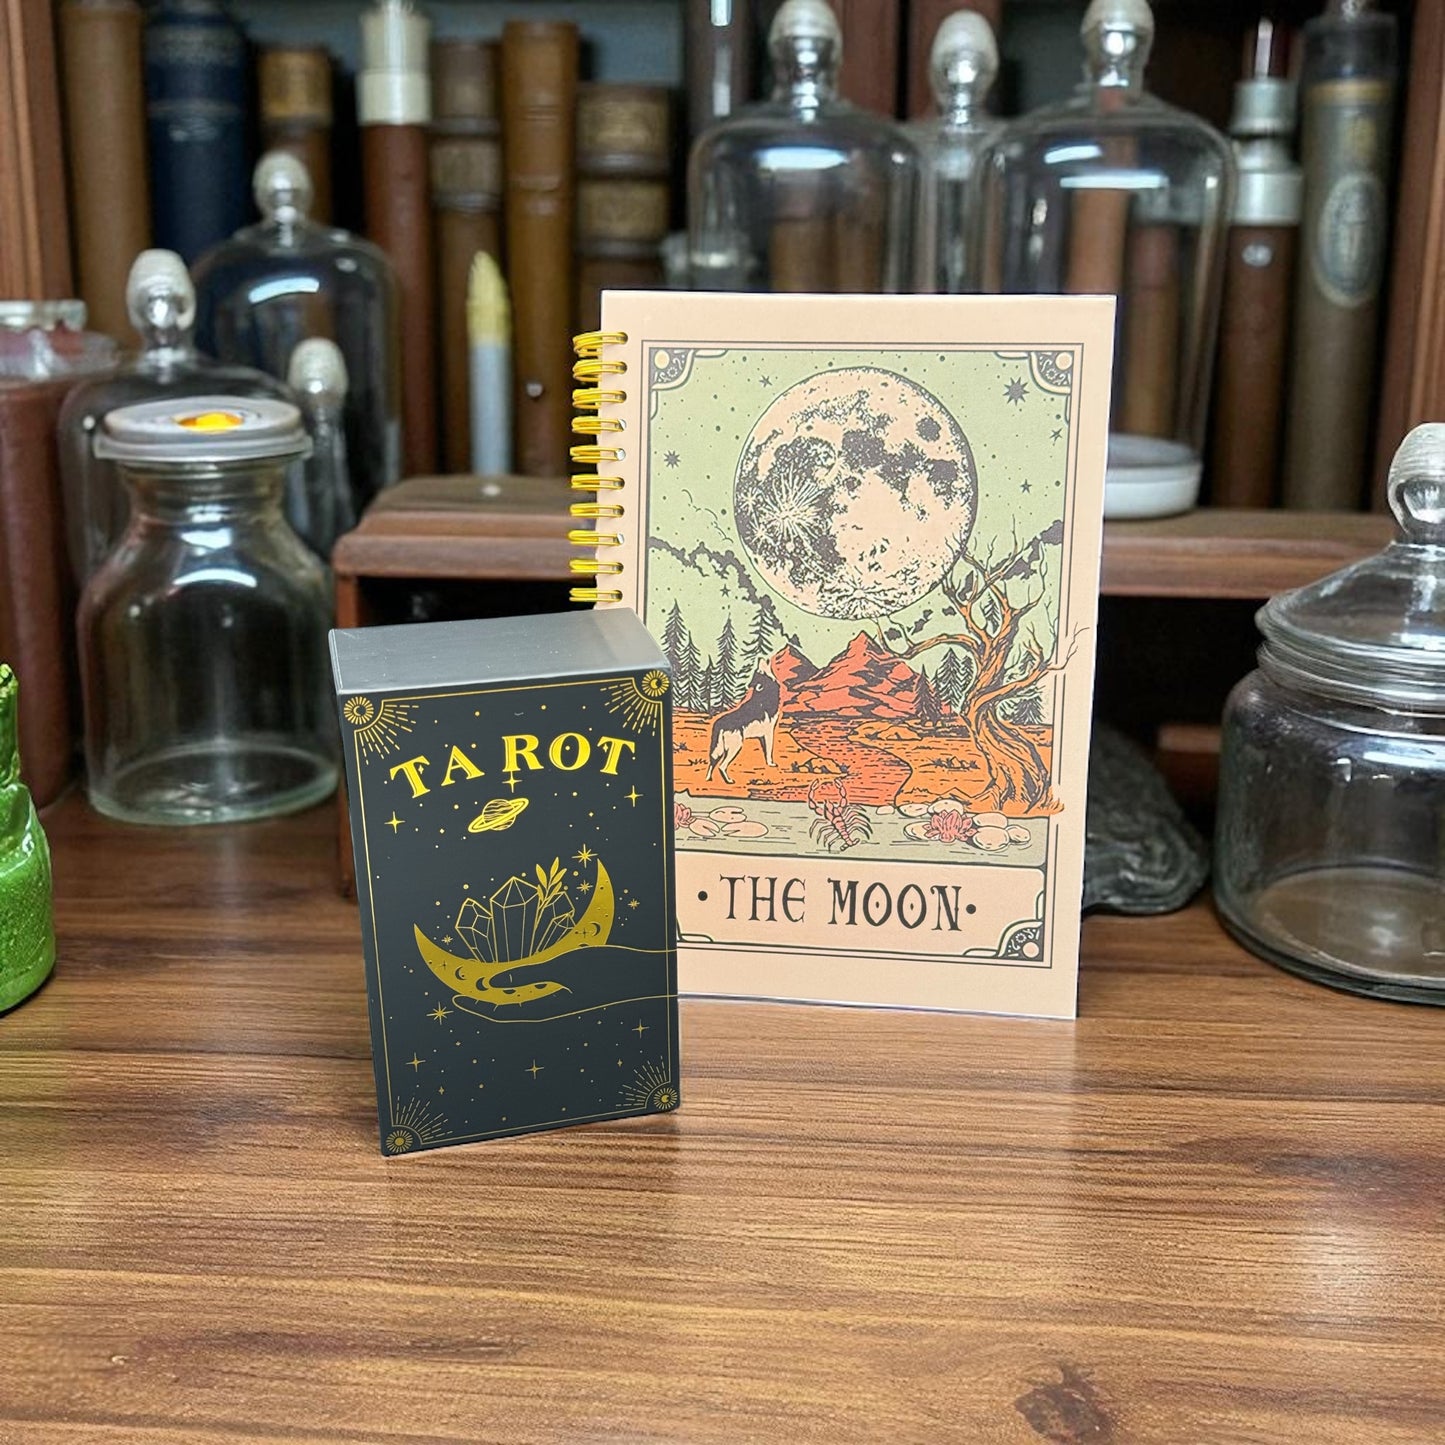 TAROT
• THE MOON •